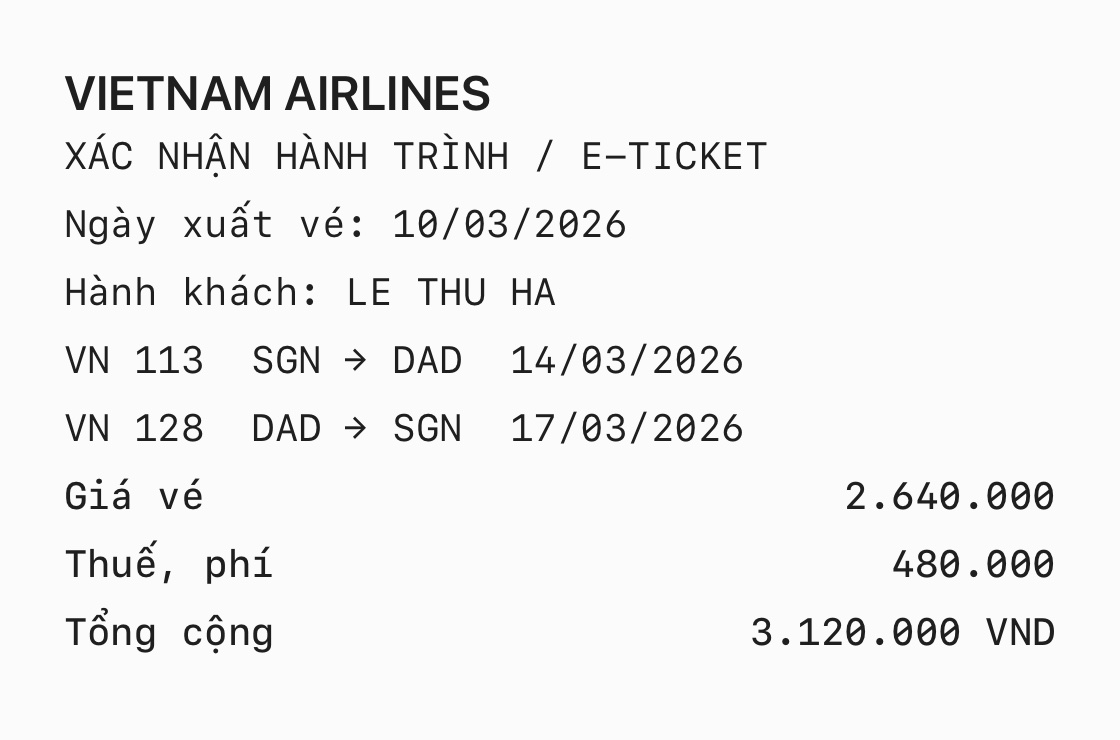 VIETNAM AIRLINES
XÁC NHẬN HÀNH TRÌNH / E-TICKET
Ngày xuất vé: 10/03/2026
Hành khách: LE THU HA
VN 113  SGN → DAD  14/03/2026
VN 128  DAD → SGN  17/03/2026
Giá vé 2.640.000
Thuế, phí 480.000
Tổng cộng 3.120.000 VND